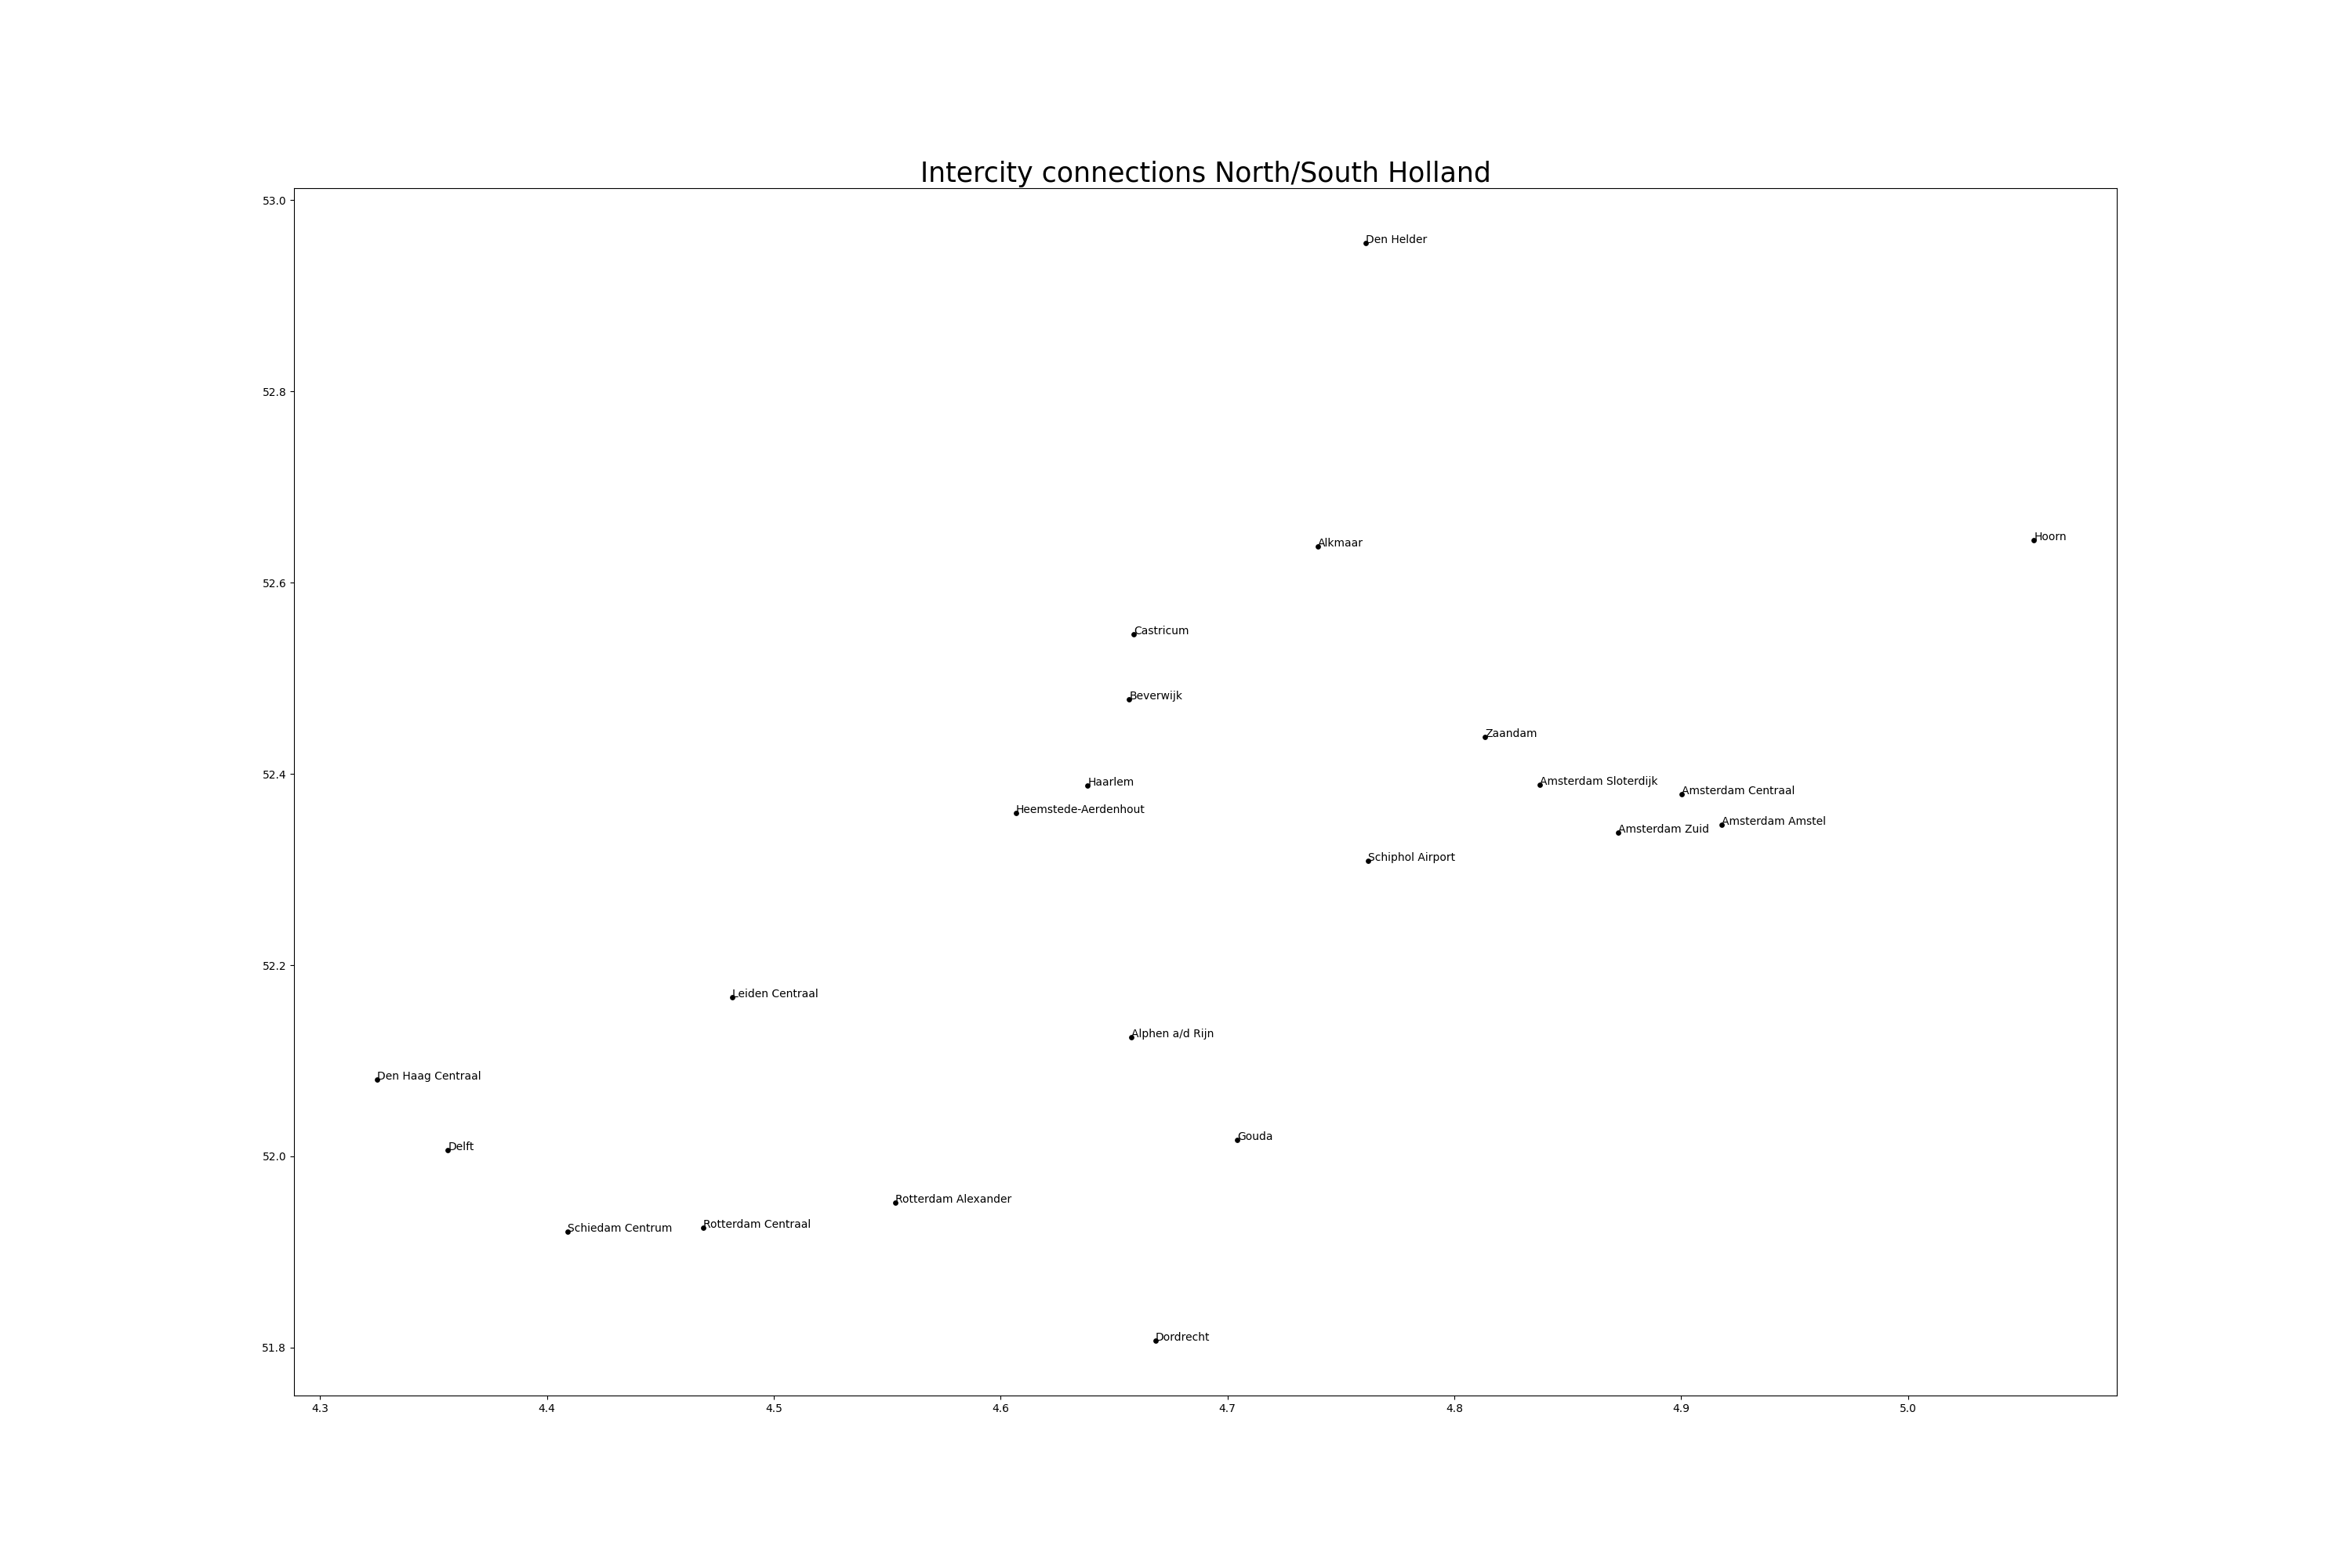 Intercity connections North/South Holland
53.0
Den Helder
52.8
Hoorn
Alkmaar
52.6
Castricum
Beverwijk
Zaandam
52.4
Amsterdam Sloterdijk
Haarlem
Amsterdam Centraal
Heemstede-Aerdenhout
Amsterdam Amstel
Amsterdam Zuid
Schiphol Airport
52.2
Leiden Centraal
Alphen a/d Rijn
Den Haag Centraal
Gouda
Delft
52.0
Rotterdam Alexander
Rotterdam Centraal
Schiedam Centrum
Dordrecht
51.8
4.3 4.4 4.5 4.6 4.7 4.8 4.9 5.0